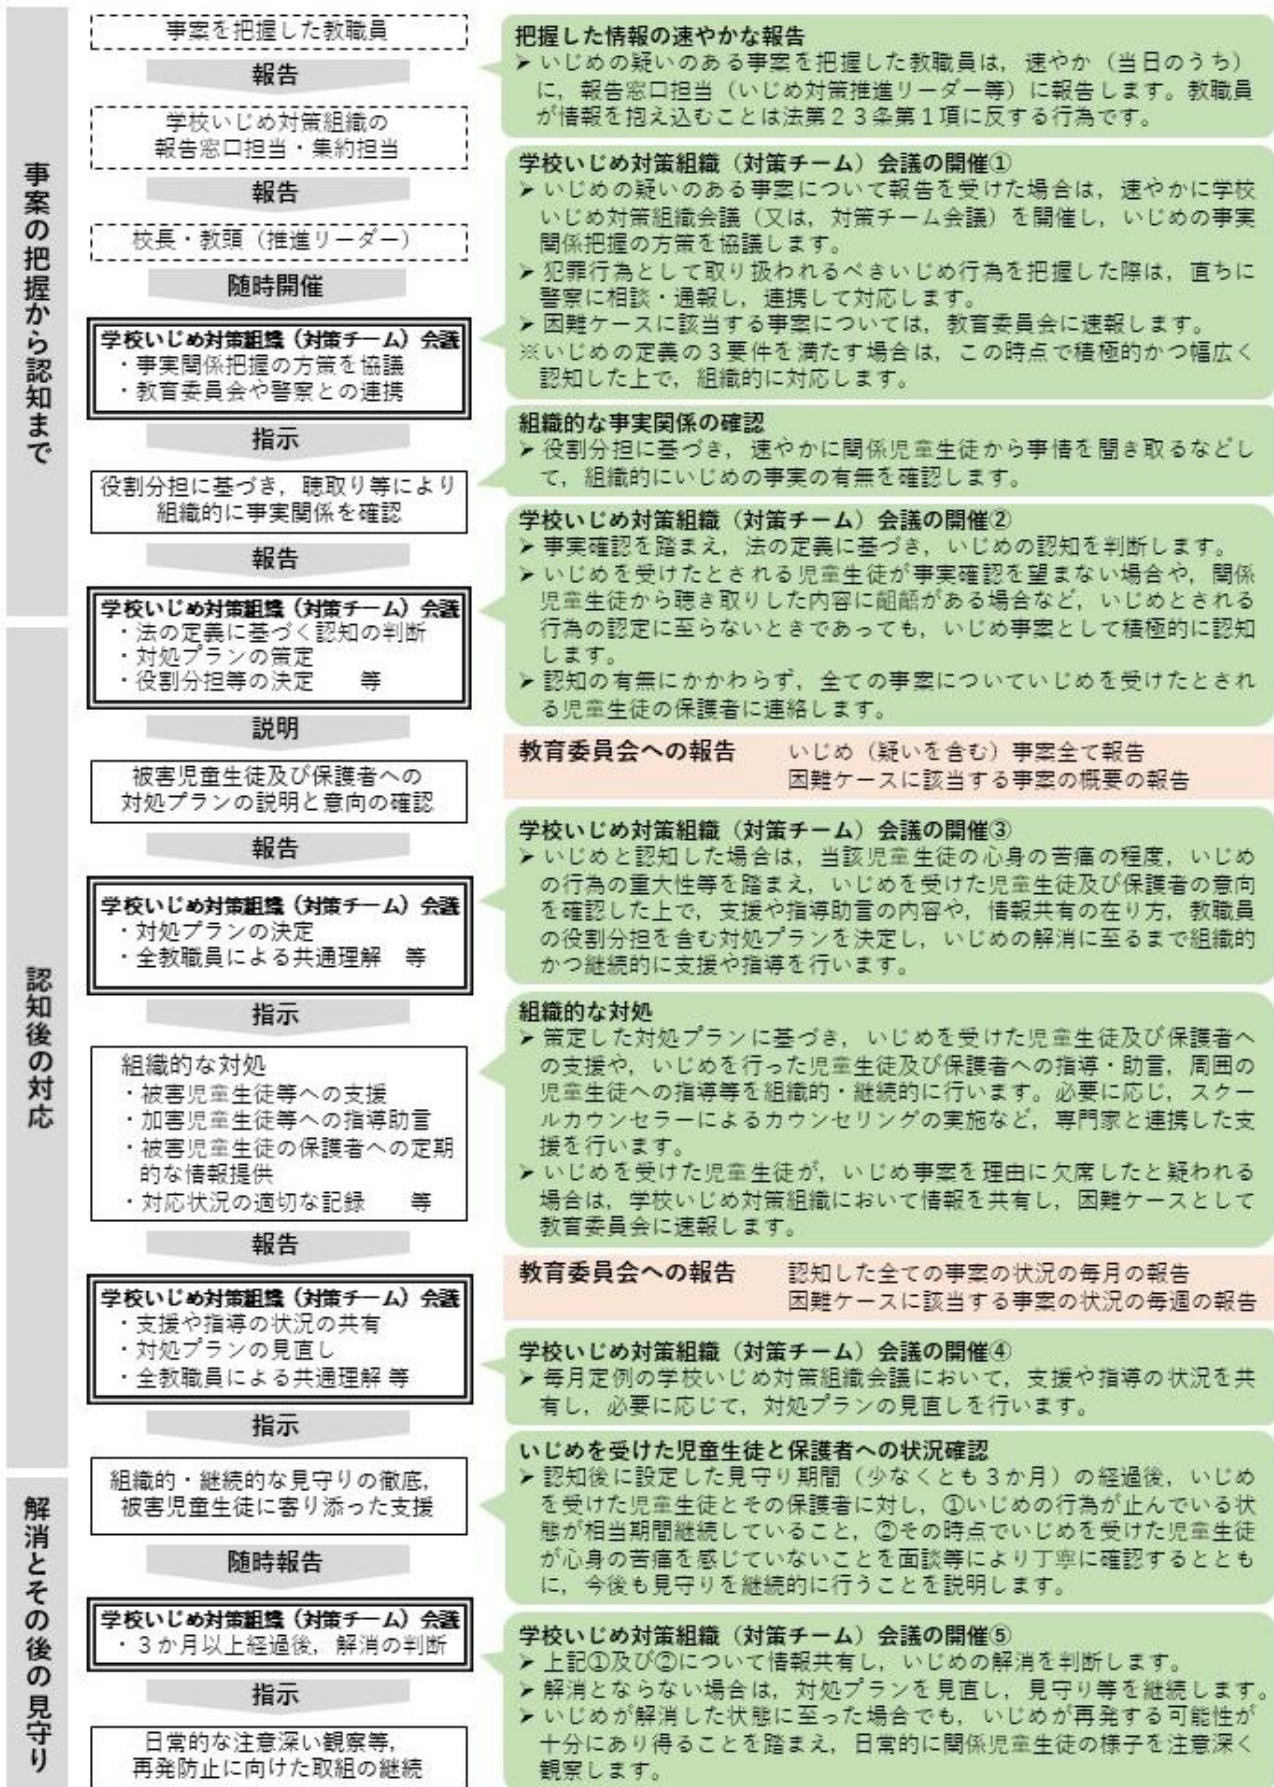 事案の把握から認知まで
事案を把握した教職員
報告
学校いじめ対策組織の
報告窓口担当・集約担当
報告
校長・教頭（推進リーダー）
随時開催
学校いじめ対策組織（対策チーム）会議
・事実関係把握の方策を協議
・教育委員会や警察との連携
指示
役割分担に基づき，聴取り等により
組織的に事実関係を確認
報告
学校いじめ対策組織（対策チーム）会議
・法の定義に基づく認知の判断
・対処プランの策定
・役割分担等の決定　等
認知後の対応
説明
被害児童生徒及び保護者への
対処プランの説明と意向の確認
報告
学校いじめ対策組織（対策チーム）会議
・対処プランの決定
・全教職員による共通理解　等
指示
組織的な対処
・被害児童生徒等への支援
・加害児童生徒等への指導助言
・被害児童生徒の保護者への定期
的な情報提供
・対応状況の適切な記録　等
報告
学校いじめ対策組織（対策チーム）会議
・支援や指導の状況の共有
・対処プランの見直し
・全教職員による共通理解 等
指示
解消とその後の見守り
組織的・継続的な見守りの徹底，
被害児童生徒に寄り添った支援
随時報告
学校いじめ対策組織（対策チーム）会議
・３か月以上経過後，解消の判断
指示
日常的な注意深い観察等，
再発防止に向けた取組の継続
把握した情報の速やかな報告
➤ いじめの疑いのある事案を把握した教職員は，速やか（当日のうち）
に，報告窓口担当（いじめ対策推進リーダー等）に報告します。教職員
が情報を抱え込むことは法第２３条第１項に反する行為です。
学校いじめ対策組織（対策チーム）会議の開催①
➤ いじめの疑いのある事案について報告を受けた場合は，速やかに学校
いじめ対策組織会議（又は，対策チーム会議）を開催し，いじめの事実
関係把握の方策を協議します。
➤ 犯罪行為として取り扱われるべきいじめ行為を把握した際は，直ちに
警察に相談・通報し，連携して対応します。
➤ 困難ケースに該当する事案については，教育委員会に速報します。
※いじめの定義の３要件を満たす場合は，この時点で積極的かつ幅広く
認知した上で，組織的に対応します。
組織的な事実関係の確認
➤ 役割分担に基づき，速やかに関係児童生徒から事情を聞き取るなどし
て，組織的にいじめの事実の有無を確認します。
学校いじめ対策組織（対策チーム）会議の開催②
➤ 事実確認を踏まえ，法の定義に基づき，いじめの認知を判断します。
➤ いじめを受けたとされる児童生徒が事実確認を望まない場合や，関係
児童生徒から聴き取りした内容に齟齬がある場合など，いじめとされる
行為の認定に至らないときであっても，いじめ事案として積極的に認知
します。
➤ 認知の有無にかかわらず，全ての事案についていじめを受けたとされ
る児童生徒の保護者に連絡します。
教育委員会への報告　いじめ（疑いを含む）事案全て報告
困難ケースに該当する事案の概要の報告
学校いじめ対策組織（対策チーム）会議の開催③
➤ いじめと認知した場合は，当該児童生徒の心身の苦痛の程度，いじめ
の行為の重大性等を踏まえ，いじめを受けた児童生徒及び保護者の意向
を確認した上で，支援や指導助言の内容や，情報共有の在り方，教職員
の役割分担を含む対処プランを決定し，いじめの解消に至るまで組織的
かつ継続的に支援や指導を行います。
組織的な対処
➤ 策定した対処プランに基づき，いじめを受けた児童生徒及び保護者へ
の支援や，いじめを行った児童生徒及び保護者への指導・助言，周囲の
児童生徒への指導等を組織的・継続的に行います。必要に応じ，スクー
ルカウンセラーによるカウンセリングの実施など，専門家と連携した支
援を行います。
➤ いじめを受けた児童生徒が，いじめ事案を理由に欠席したと疑われる
場合は，学校いじめ対策組織において情報を共有し，困難ケースとして
教育委員会に速報します。
教育委員会への報告　認知した全ての事案の状況の毎月の報告
困難ケースに該当する事案の状況の毎週の報告
学校いじめ対策組織（対策チーム）会議の開催④
➤ 毎月定例の学校いじめ対策組織会議において，支援や指導の状況を共
有し，必要に応じて，対処プランの見直しを行います。
いじめを受けた児童生徒と保護者への状況確認
➤ 認知後に設定した見守り期間（少なくとも３か月）の経過後，いじめ
を受けた児童生徒とその保護者に対し，①いじめの行為が止んでいる状
態が相当期間継続していること，②その時点でいじめを受けた児童生徒
が心身の苦痛を感じていないことを面談等により丁寧に確認するととも
に，今後も見守りを継続的に行うことを説明します。
学校いじめ対策組織（対策チーム）会議の開催⑤
➤ 上記①及び②について情報共有し，いじめの解消を判断します。
➤ 解消とならない場合は，対処プランを見直し，見守り等を継続します。
➤ いじめが解消した状態に至った場合でも，いじめが再発する可能性が
十分にあり得ることを踏まえ，日常的に関係児童生徒の様子を注意深く
観察します。